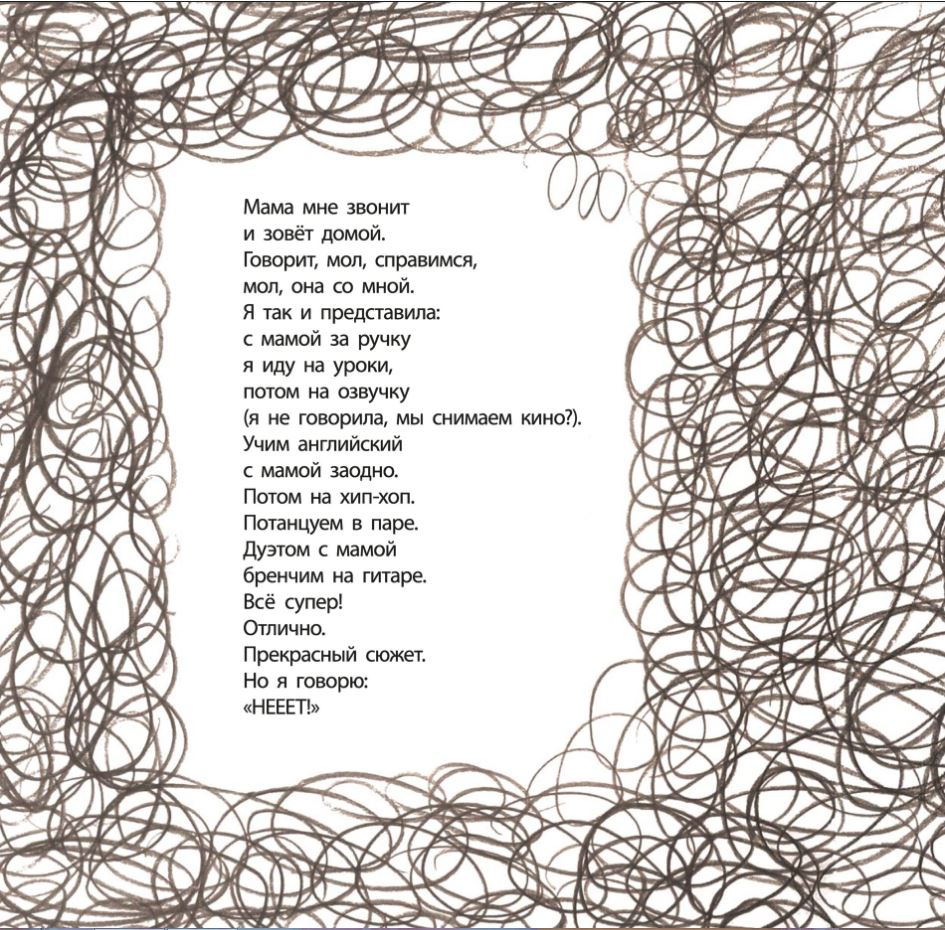 Мама мне звонит
и зовёт домой.
Говорит, мол, справимся,
мол, она со мной.
Я так и представила:
с мамой за ручку
я иду на уроки,
потом на озвучку
(я не говорила, мы снимаем кино?).
Учим английский
с мамой заодно.
Потом на хип-хоп.
Потанцуем в паре.
Дуэтом с мамой
бренчим на гитаре.
Всё супер!
Отлично.
Прекрасный сюжет.
Но я говорю:
«НЕЕЕТ!»